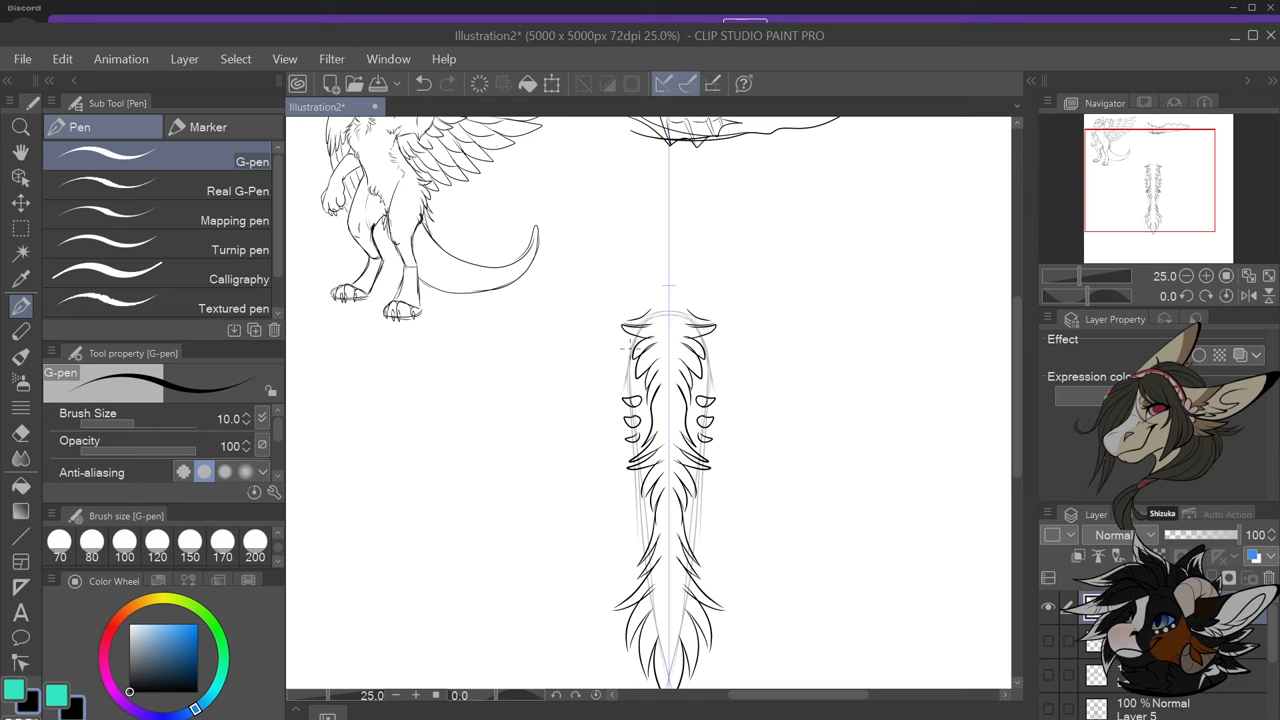 Discord
Illustration2* (5000 x 5000px 72dpi 25.0%) - CLIP STUDIO PAINT PRO
File Edit Animation Layer Select View Filter Window Help
Sub Tool [Pen]
Illustration2*
Navigator
Pen Marker
G-pen
Real G-Pen
Mapping pen
Turnip pen
Calligraphy
Textured pen
25.0
0.0
Layer Property
Tool property [G-pen]
Effect
G-pen
Expression colo
Brush Size 10.0
Opacity 100
Anti-aliasing
Brush size [G-pen]
Layer Shizuka Auto Action
70 80 100 120 150 170 200
Normal 100
Color Wheel
25.0 0.0
100 % Normal
Layer 5